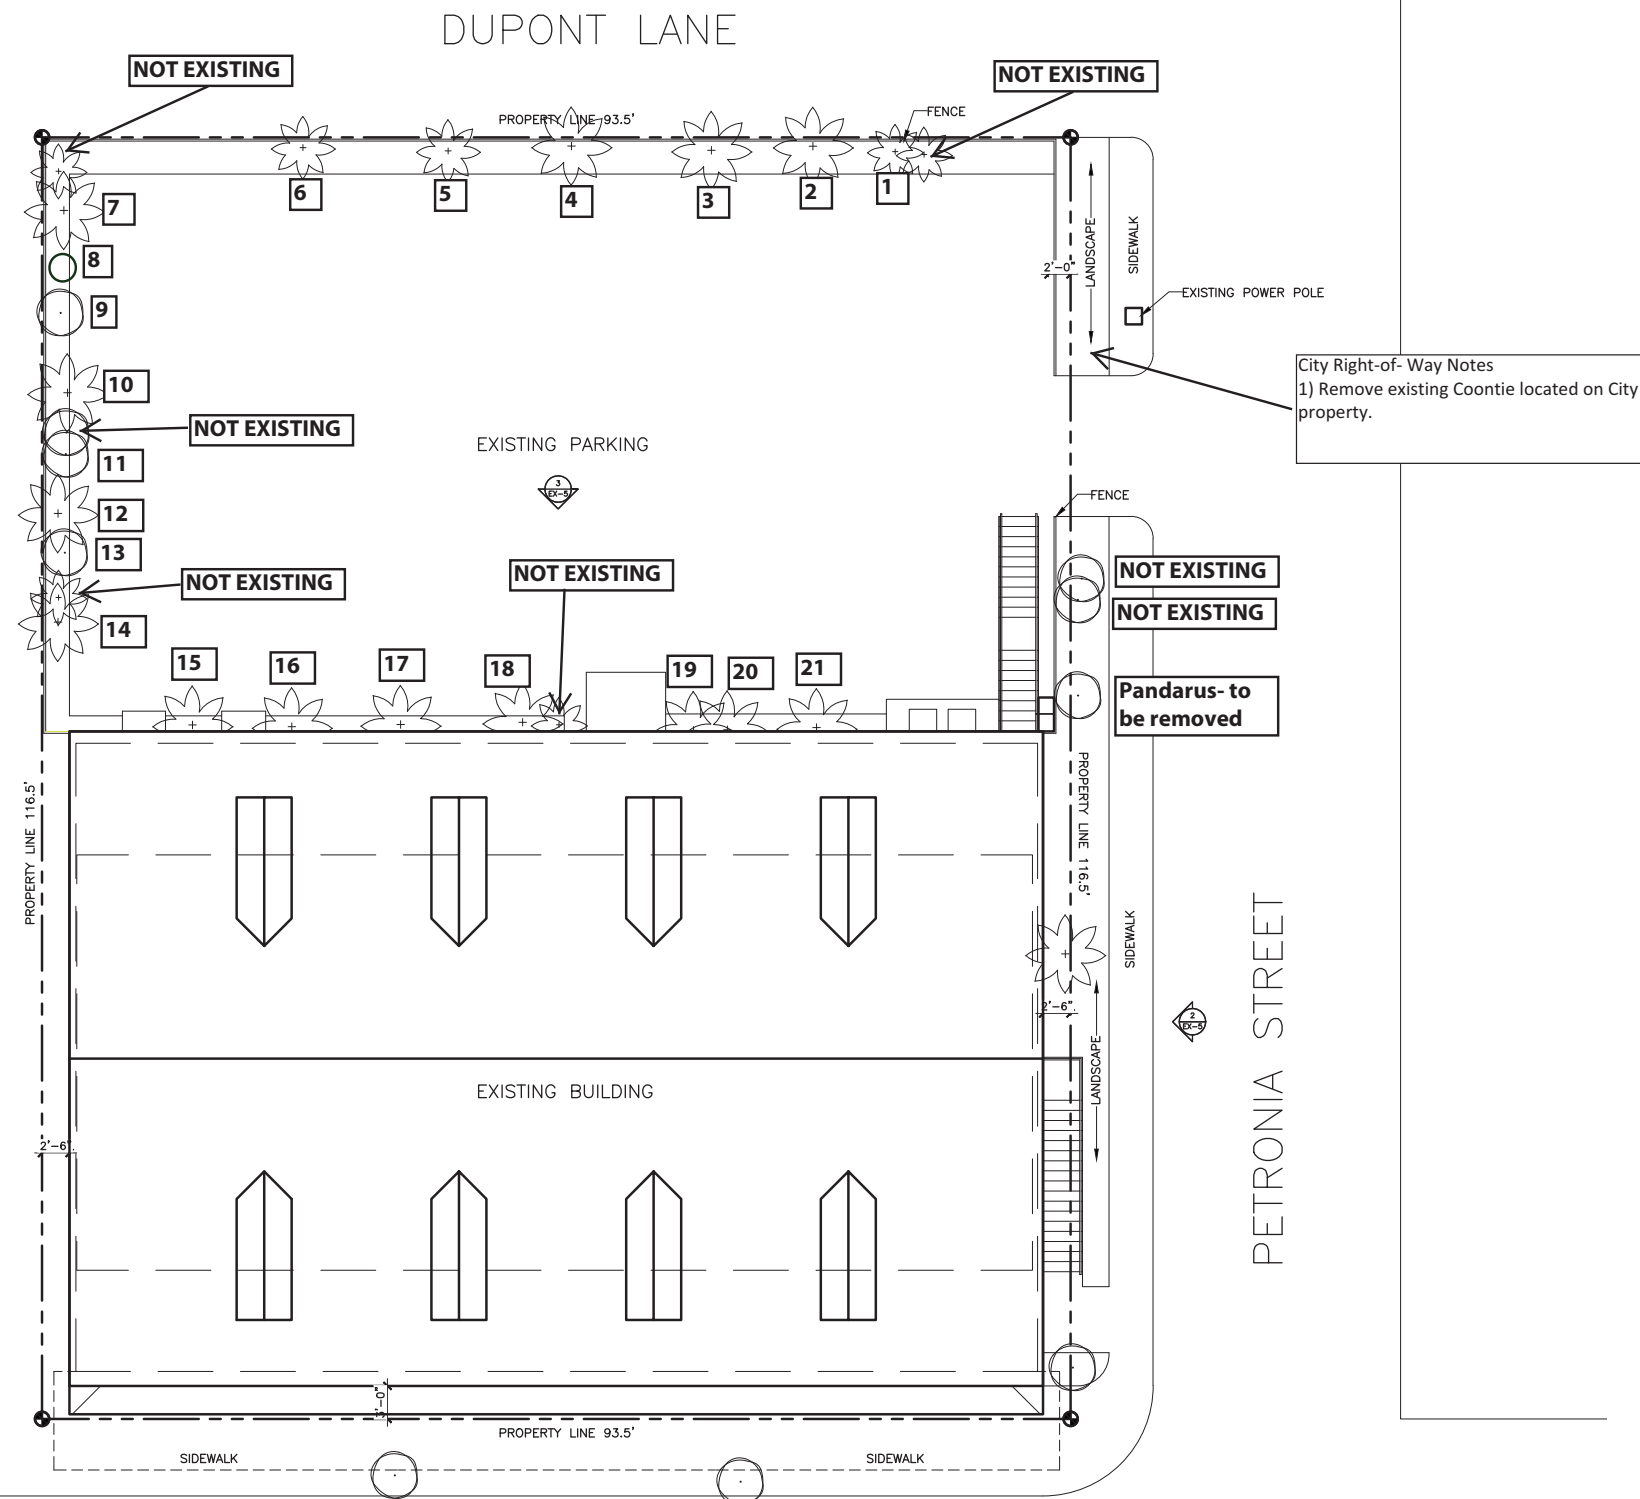 DUPONT LANE
NOT EXISTING
NOT EXISTING
PROPERTY LINE 93.5'
FENCE
6
5
4
3
2
1
7
8
9
10
NOT EXISTING
11
12
13
NOT EXISTING
14
LANDSCAPE
SIDEWALK
2'-0"
EXISTING POWER POLE
City Right-of- Way Notes
1) Remove existing Coontie located on City
property.
EXISTING PARKING
3
EX-5
FENCE
NOT EXISTING
NOT EXISTING
NOT EXISTING
15
16
17
18
19
20
21
Pandarus- to
be removed
PROPERTY LINE 116.5'
PROPERTY LINE 116.5'
SIDEWALK
2'-6"
LANDSCAPE
2
EX-5
PETRONIA STREET
EXISTING BUILDING
2'-6"
3'-0"
PROPERTY LINE 93.5'
SIDEWALK
SIDEWALK